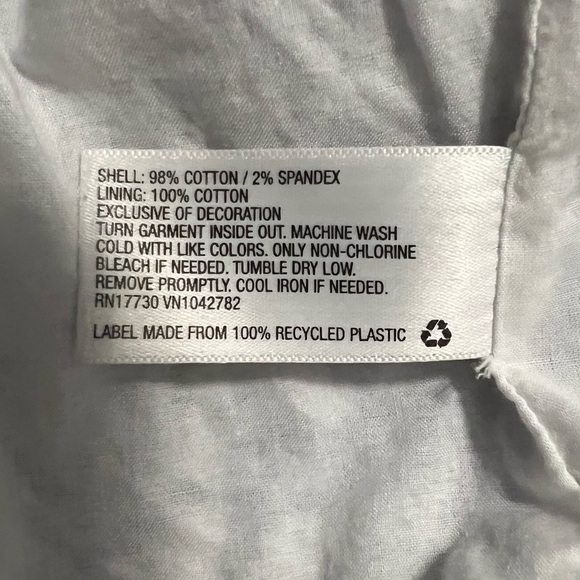 SHELL: 98% COTTON / 2% SPANDEX
LINING: 100% COTTON
EXCLUSIVE OF DECORATION
TURN GARMENT INSIDE OUT. MACHINE WASH
COLD WITH LIKE COLORS. ONLY NON-CHLORINE
BLEACH IF NEEDED. TUMBLE DRY LOW.
REMOVE PROMPTLY. COOL IRON IF NEEDED.
RN17730 VN1042782
LABEL MADE FROM 100% RECYCLED PLASTIC